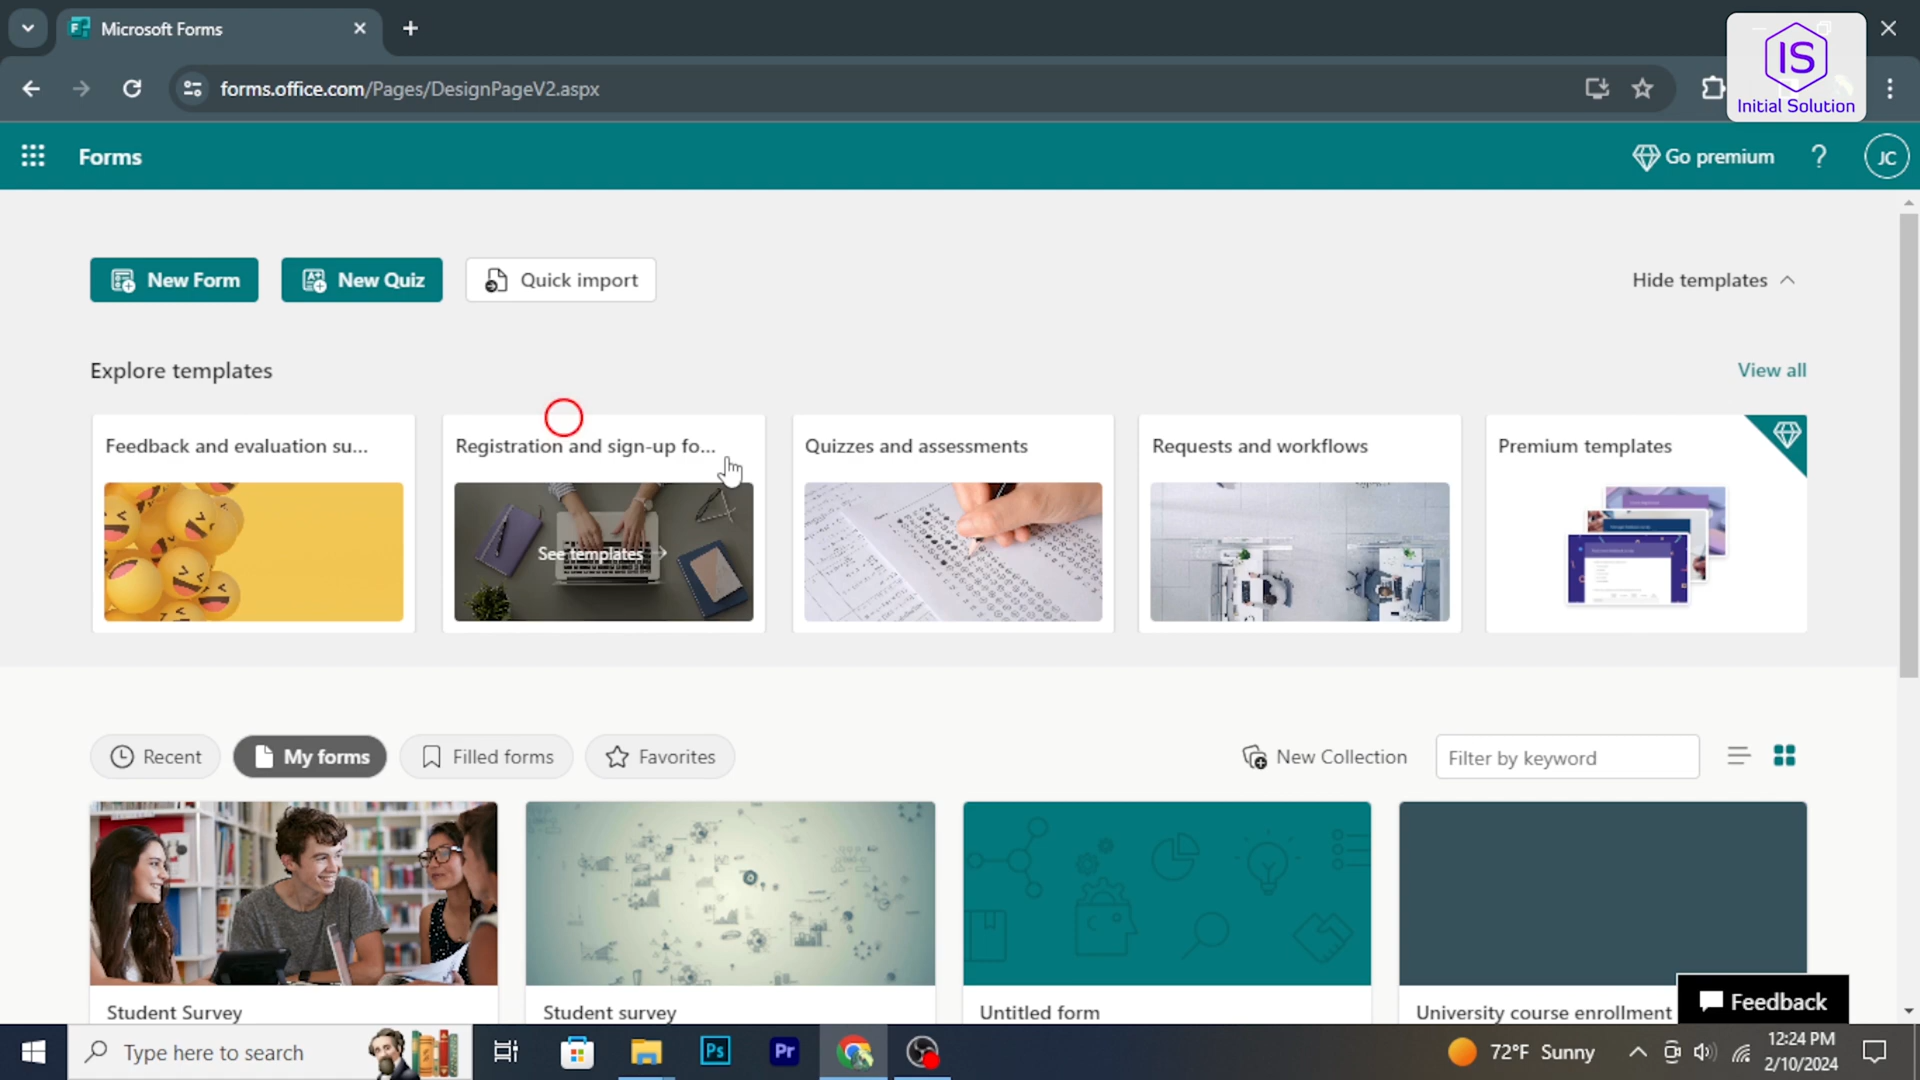 Microsoft Forms
IS
Initial Solution
forms.office.com/Pages/DesignPageV2.aspx
Forms
Go premium
?
JC
New Form
New Quiz
Quick import
Hide templates
Explore templates
View all
Feedback and evaluation su...
Registration and sign-up fo...
Quizzes and assessments
Requests and workflows
Premium templates
See templates
Recent
My forms
Filled forms
Favorites
New Collection
Filter by keyword
Student Survey
Student survey
Untitled form
University course enrollment
Feedback
Type here to search
Ps
Pr
72°F Sunny
12:24 PM
2/10/2024